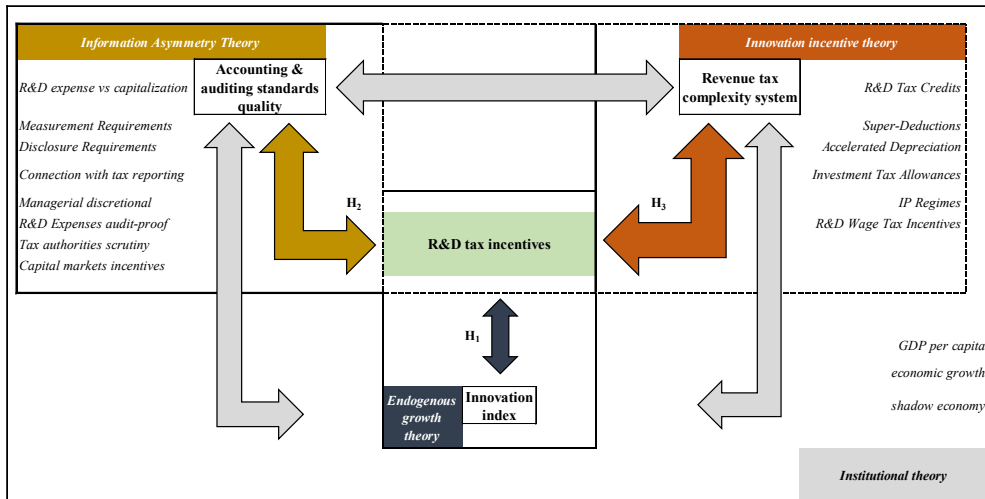 Information Asymmetry Theory
Accounting &
auditing standards
quality
R&D expense vs capitalization
Measurement Requirements
Disclosure Requirements
Connection with tax reporting
Managerial discretional
R&D Expenses audit-proof
Tax authorities scrutiny
Capital markets incentives
H2
R&D tax incentives
H3
Innovation incentive theory
Revenue tax
complexity system
R&D Tax Credits
Super-Deductions
Accelerated Depreciation
Investment Tax Allowances
IP Regimes
R&D Wage Tax Incentives
H1
Endogenous
growth
theory
Innovation
index
GDP per capita
economic growth
shadow economy
Institutional theory